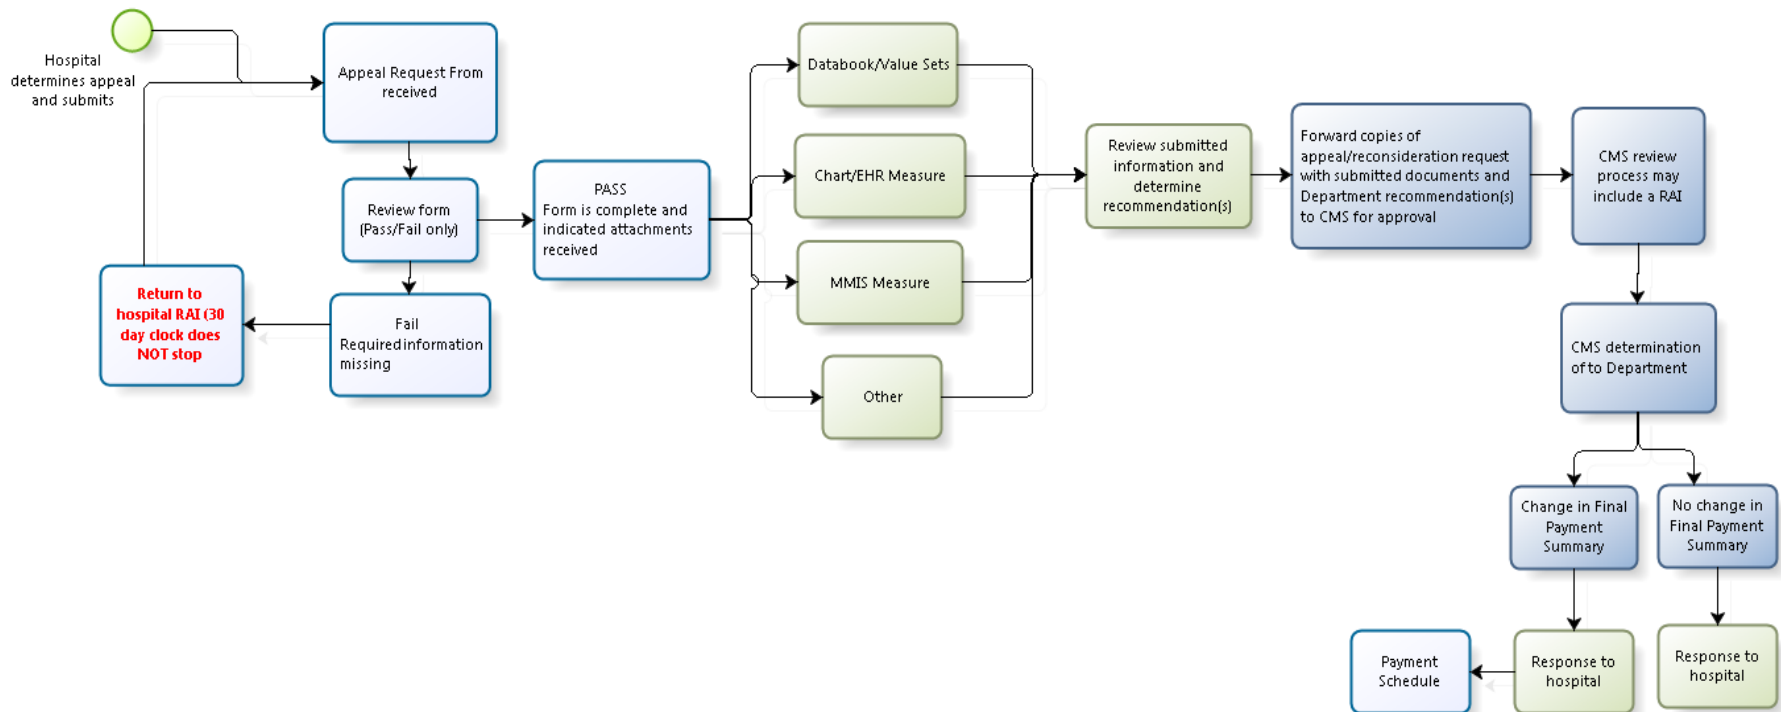 Hospital
determines appeal
and submits
Appeal Request From
received
Review form
(Pass/Fail only)
Return to
hospital RAI (30
day clock does
NOT stop
Fail
Required information
missing
PASS
Form is complete and
indicated attachments
received
Databook/Value Sets
Chart/EHR Measure
MMIS Measure
Other
Review submitted
information and
determine
recommendation(s)
Forward copies of
appeal/reconsideration request
with submitted documents and
Department recommendation(s)
to CMS for approval
CMS review
process may
include a RAI
CMS determination
of to Department
Change in Final
Payment
Summary
No change in
Final Payment
Summary
Payment
Schedule
Response to
hospital
Response to
hospital